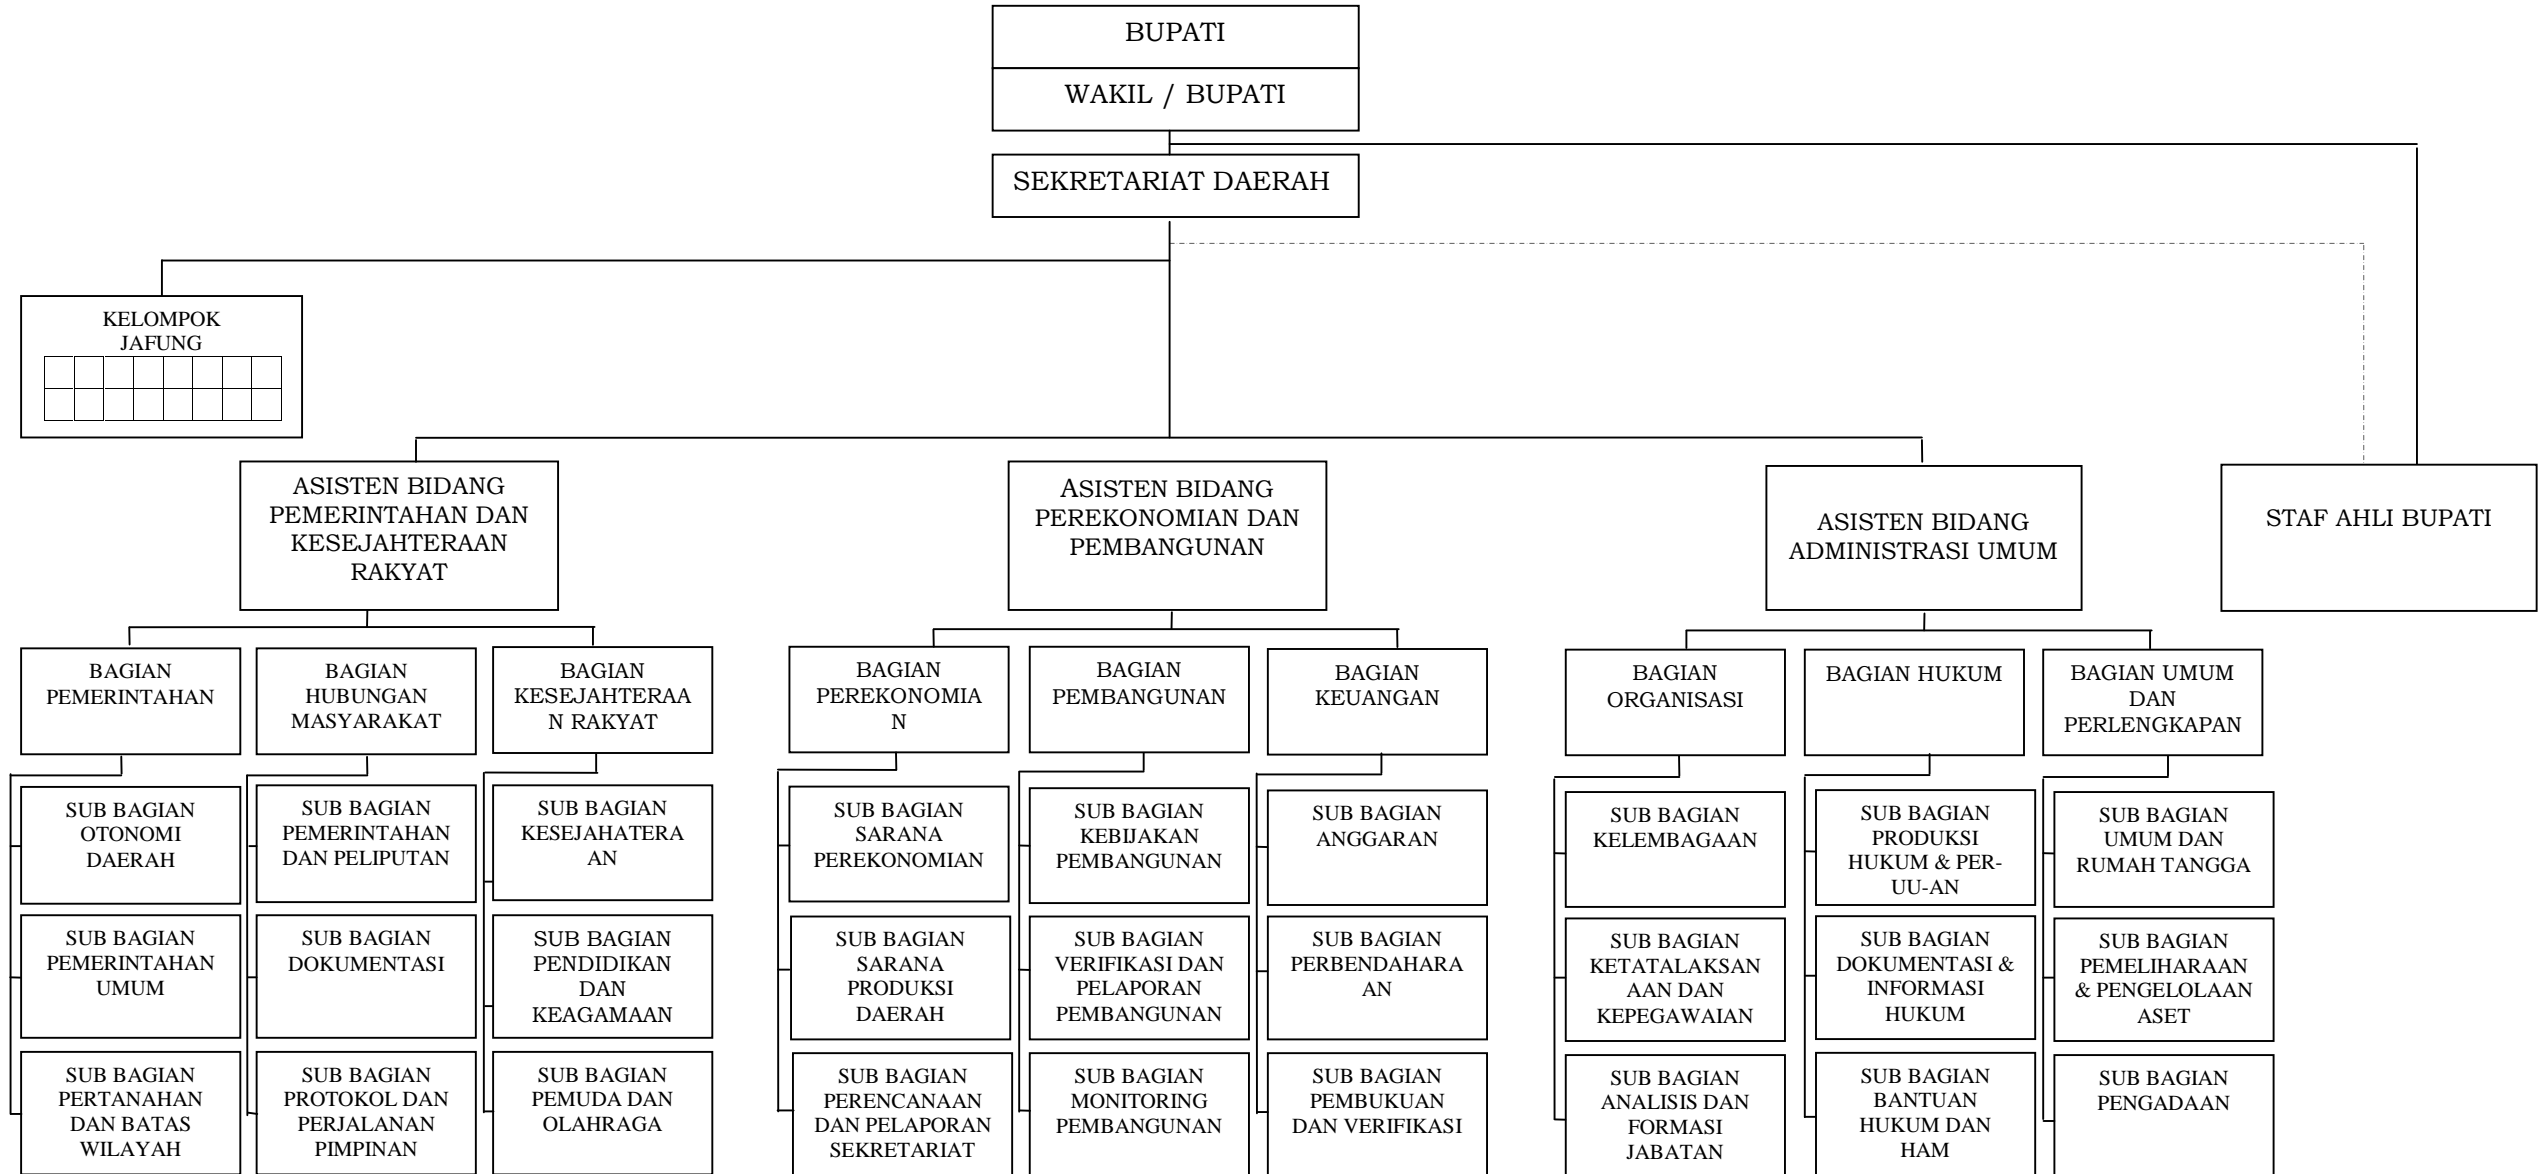 BUPATI
WAKIL / BUPATI
SEKRETARIAT DAERAH
KELOMPOK
JAFUNG
ASISTEN BIDANG
PEMERINTAHAN DAN
KESEJAHTERAAN
RAKYAT
ASISTEN BIDANG
PEREKONOMIAN DAN
PEMBANGUNAN
ASISTEN BIDANG
ADMINISTRASI UMUM
STAF AHLI BUPATI
BAGIAN
PEMERINTAHAN
BAGIAN
HUBUNGAN
MASYARAKAT
BAGIAN
KESEJAHTERAA
N RAKYAT
BAGIAN
PEREKONOMIA
N
BAGIAN
PEMBANGUNAN
BAGIAN
KEUANGAN
BAGIAN
ORGANISASI
BAGIAN HUKUM
BAGIAN UMUM
DAN
PERLENGKAPAN
SUB BAGIAN
OTONOMI
DAERAH
SUB BAGIAN
PEMERINTAHAN
DAN PELIPUTAN
SUB BAGIAN
KESEJAHATERA
AN
SUB BAGIAN
SARANA
PEREKONOMIAN
SUB BAGIAN
KEBIJAKAN
PEMBANGUNAN
SUB BAGIAN
ANGGARAN
SUB BAGIAN
KELEMBAGAAN
SUB BAGIAN
PRODUKSI
HUKUM & PER-
UU-AN
SUB BAGIAN
UMUM DAN
RUMAH TANGGA
SUB BAGIAN
PEMERINTAHAN
UMUM
SUB BAGIAN
DOKUMENTASI
SUB BAGIAN
PENDIDIKAN
DAN
KEAGAMAAN
SUB BAGIAN
SARANA
PRODUKSI
DAERAH
SUB BAGIAN
VERIFIKASI DAN
PELAPORAN
PEMBANGUNAN
SUB BAGIAN
PERBENDAHARA
AN
SUB BAGIAN
KETATALAKSAN
AAN DAN
KEPEGAWAIAN
SUB BAGIAN
DOKUMENTASI &
INFORMASI
HUKUM
SUB BAGIAN
PEMELIHARAAN
& PENGELOLAAN
ASET
SUB BAGIAN
PERTANAHAN
DAN BATAS
WILAYAH
SUB BAGIAN
PROTOKOL DAN
PERJALANAN
PIMPINAN
SUB BAGIAN
PEMUDA DAN
OLAHRAGA
SUB BAGIAN
PERENCANAAN
DAN PELAPORAN
SEKRETARIAT
SUB BAGIAN
MONITORING
PEMBANGUNAN
SUB BAGIAN
PEMBUKUAN
DAN VERIFIKASI
SUB BAGIAN
ANALISIS DAN
FORMASI
JABATAN
SUB BAGIAN
BANTUAN
HUKUM DAN
HAM
SUB BAGIAN
PENGADAAN